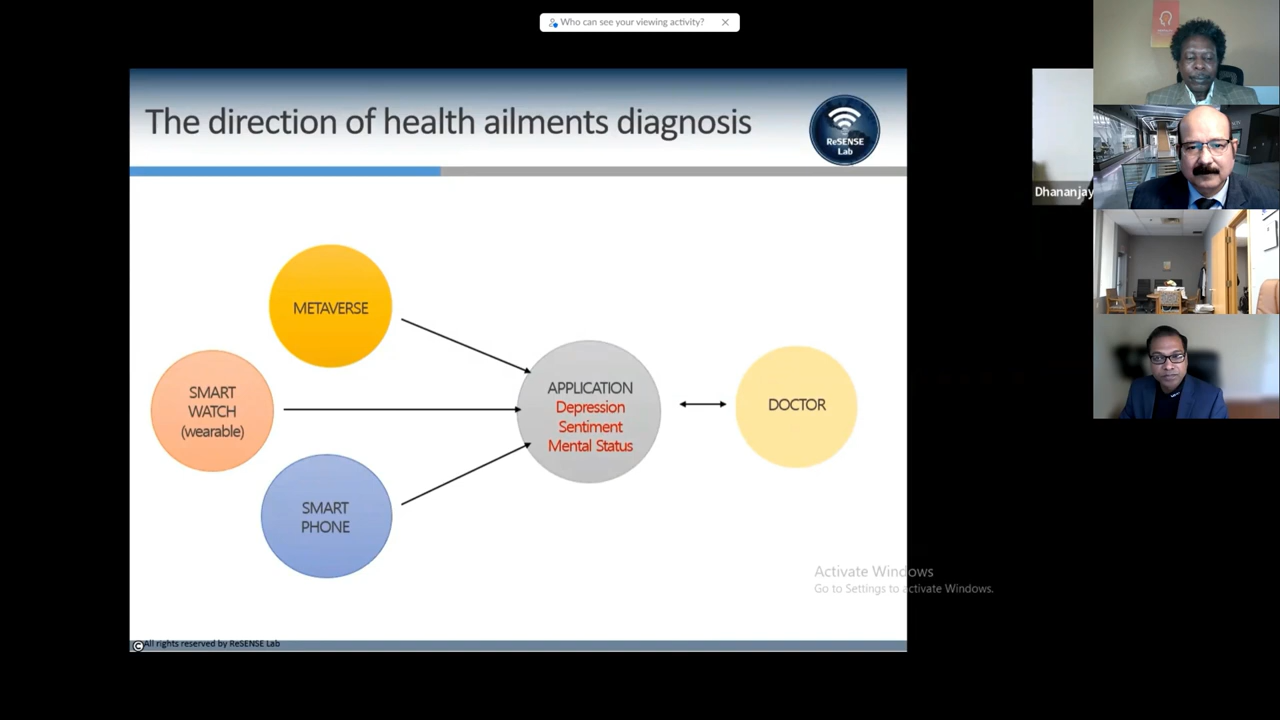 Who can see your viewing activity?
The direction of health ailments diagnosis
ReSENSE
Lab
Dhananjay
METAVERSE
SMART
WATCH
(wearable)
SMART
PHONE
APPLICATION
Depression
Sentiment
Mental Status
DOCTOR
Activate Windows
Go to Settings to activate Windows.
©All rights reserved by ReSENSE Lab